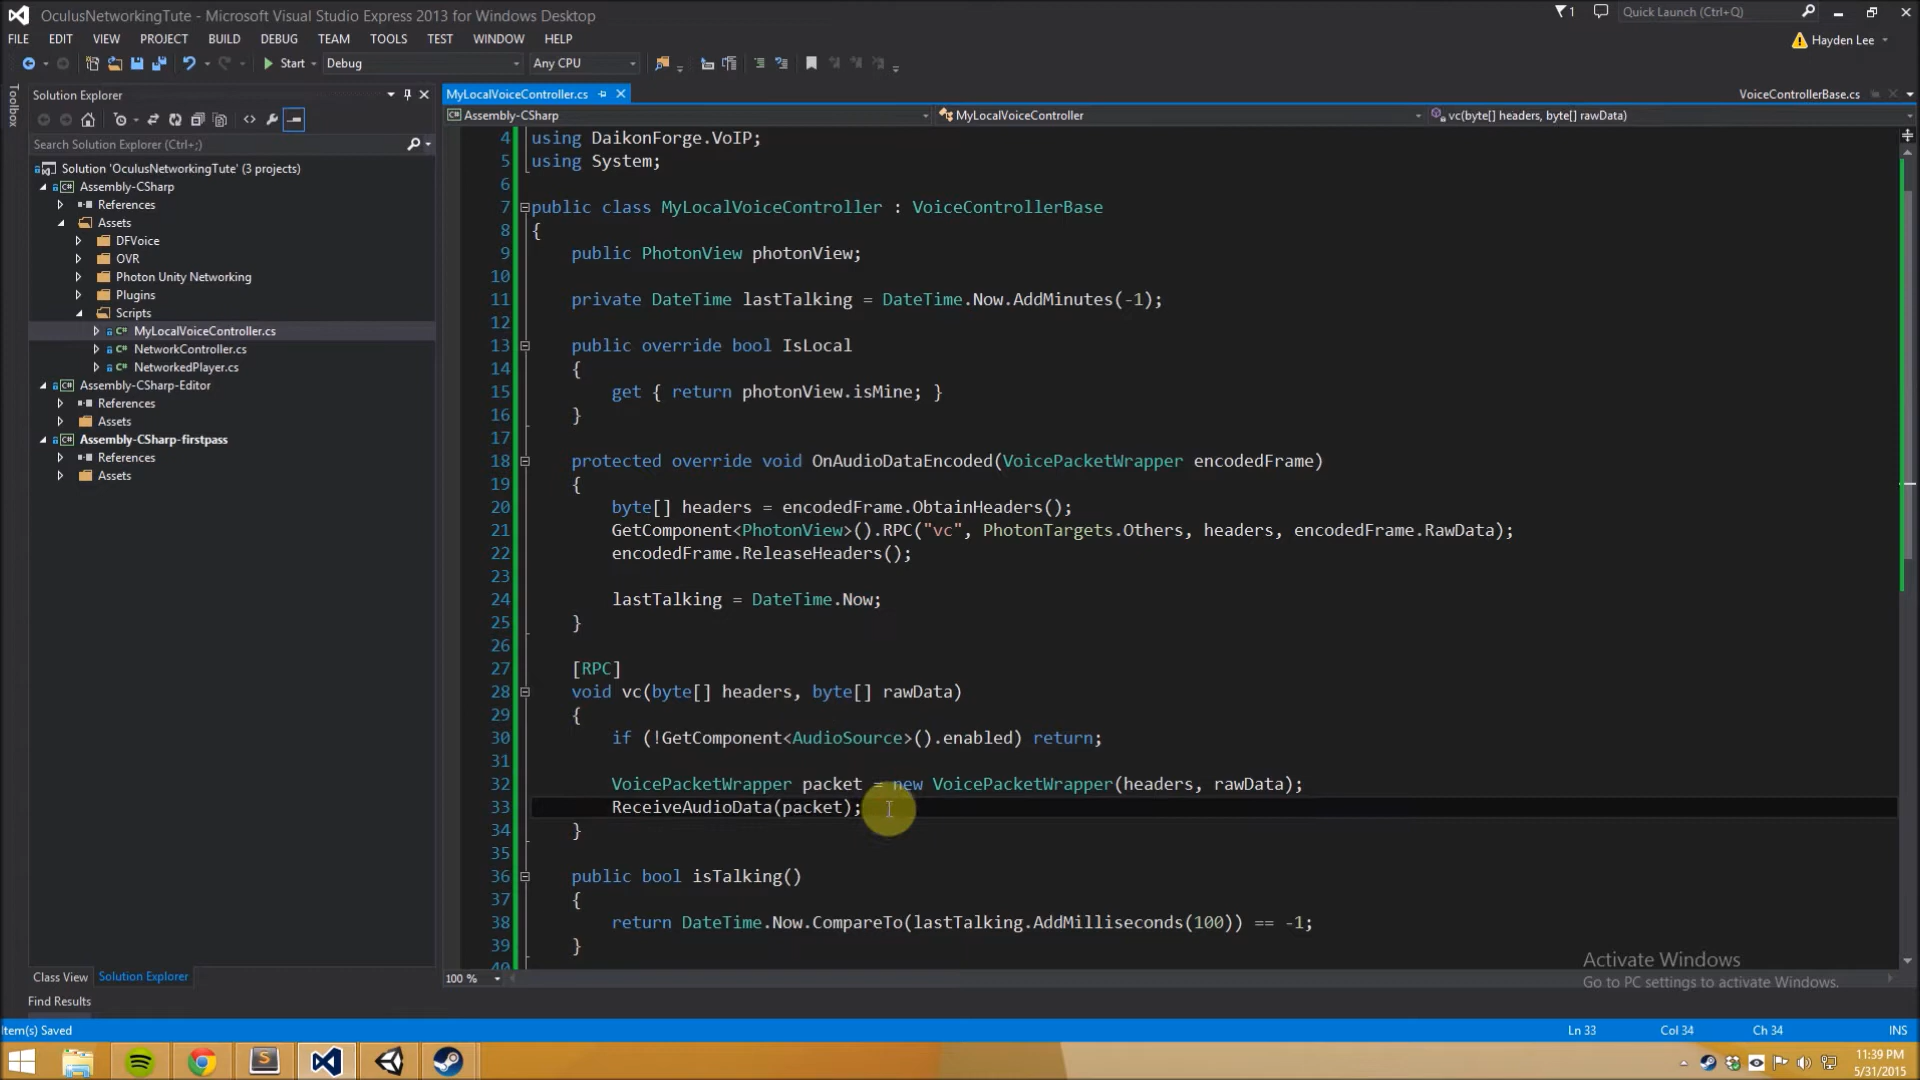 OculusNetworkingTute - Microsoft Visual Studio Express 2013 for Windows Desktop
1
Quick Launch (Ctrl+Q)
FILE EDIT VIEW PROJECT BUILD DEBUG TEAM TOOLS TEST WINDOW HELP
Hayden Lee
Start Debug Any CPU
Toolbox
Solution Explorer
Search Solution Explorer (Ctrl+;)
Solution 'OculusNetworkingTute' (3 projects)
Assembly-CSharp
References
Assets
DFVoice
OVR
Photon Unity Networking
Plugins
Scripts
MyLocalVoiceController.cs
NetworkController.cs
NetworkedPlayer.cs
Assembly-CSharp-Editor
References
Assets
Assembly-CSharp-firstpass
References
Assets
Class View Solution Explorer
Find Results
MyLocalVoiceController.cs
VoiceControllerBase.cs
Assembly-CSharp
MyLocalVoiceController
vc(byte[] headers, byte[] rawData)
4 using DaikonForge.VoIP;
5 using System;
6
7 public class MyLocalVoiceController : VoiceControllerBase
8 {
9 public PhotonView photonView;
10
11 private DateTime lastTalking = DateTime.Now.AddMinutes(-1);
12
13 public override bool IsLocal
14 {
15 get { return photonView.isMine; }
16 }
17
18 protected override void OnAudioDataEncoded(VoicePacketWrapper encodedFrame)
19 {
20 byte[] headers = encodedFrame.ObtainHeaders();
21 GetComponent<PhotonView>().RPC("vc", PhotonTargets.Others, headers, encodedFrame.RawData);
22 encodedFrame.ReleaseHeaders();
23
24 lastTalking = DateTime.Now;
25 }
26
27 [RPC]
28 void vc(byte[] headers, byte[] rawData)
29 {
30 if (!GetComponent<AudioSource>().enabled) return;
31
32 VoicePacketWrapper packet = new VoicePacketWrapper(headers, rawData);
33 ReceiveAudioData(packet);
34 }
35
36 public bool isTalking()
37 {
38 return DateTime.Now.CompareTo(lastTalking.AddMilliseconds(100)) == -1;
39 }
40
100 %
Activate Windows
Go to PC settings to activate Windows.
Item(s) Saved
Ln 33 Col 34 Ch 34 INS
11:39 PM
5/31/2015